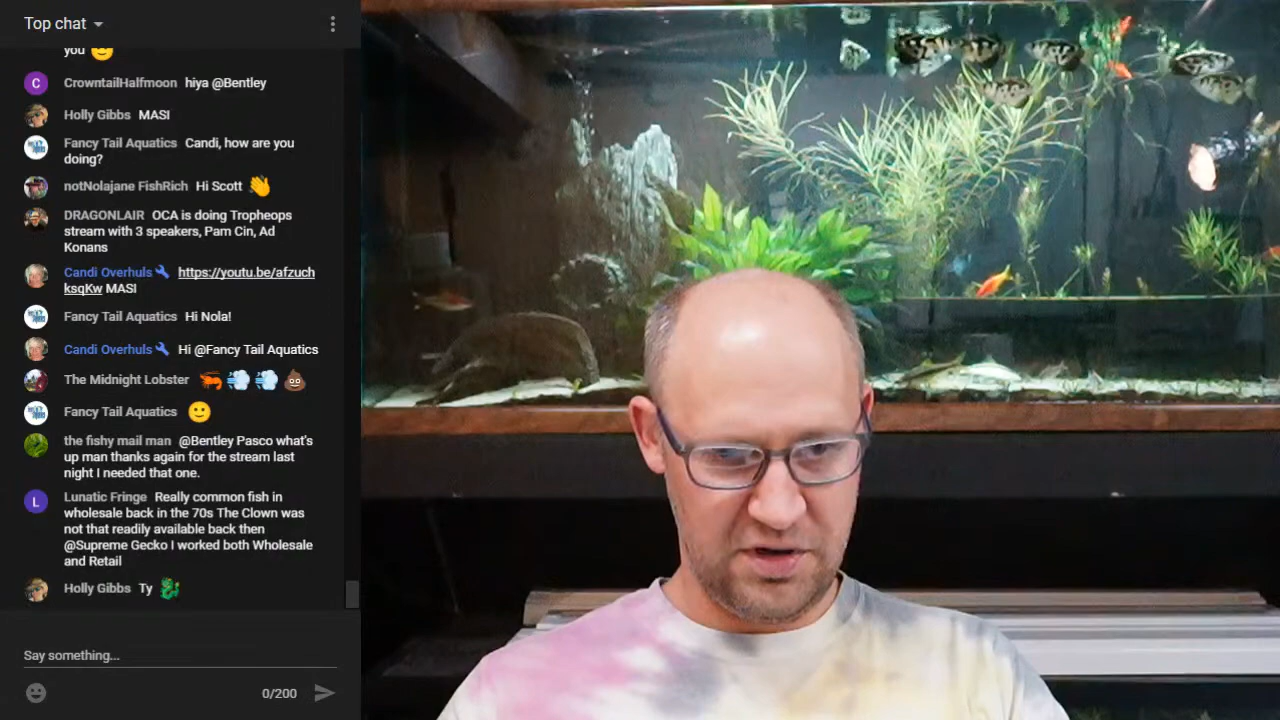 Top chat
you
C CrowntailHalfmoon hiya @Bentley
Holly Gibbs MASI
Fancy Tail Aquatics Candi, how are you
doing?
notNolajane FishRich Hi Scott
DRAGONLAIR OCA is doing Tropheops
stream with 3 speakers, Pam Cin, Ad
Konans
Candi Overhuls https://youtu.be/afzuch
ksqKw MASI
Fancy Tail Aquatics Hi Nola!
Candi Overhuls Hi @Fancy Tail Aquatics
The Midnight Lobster
Fancy Tail Aquatics
the fishy mail man @Bentley Pasco what's
up man thanks again for the stream last
night I needed that one.
L Lunatic Fringe Really common fish in
wholesale back in the 70s The Clown was
not that readily available back then
@Supreme Gecko I worked both Wholesale
and Retail
Holly Gibbs Ty
Say something...
0/200